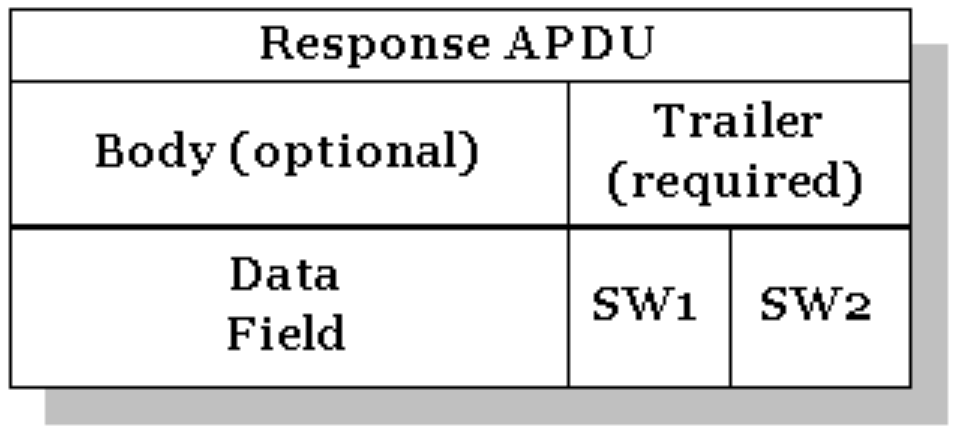 Response APDU
Body (optional)
Trailer
(required)
Data
Field
SW1
SW2